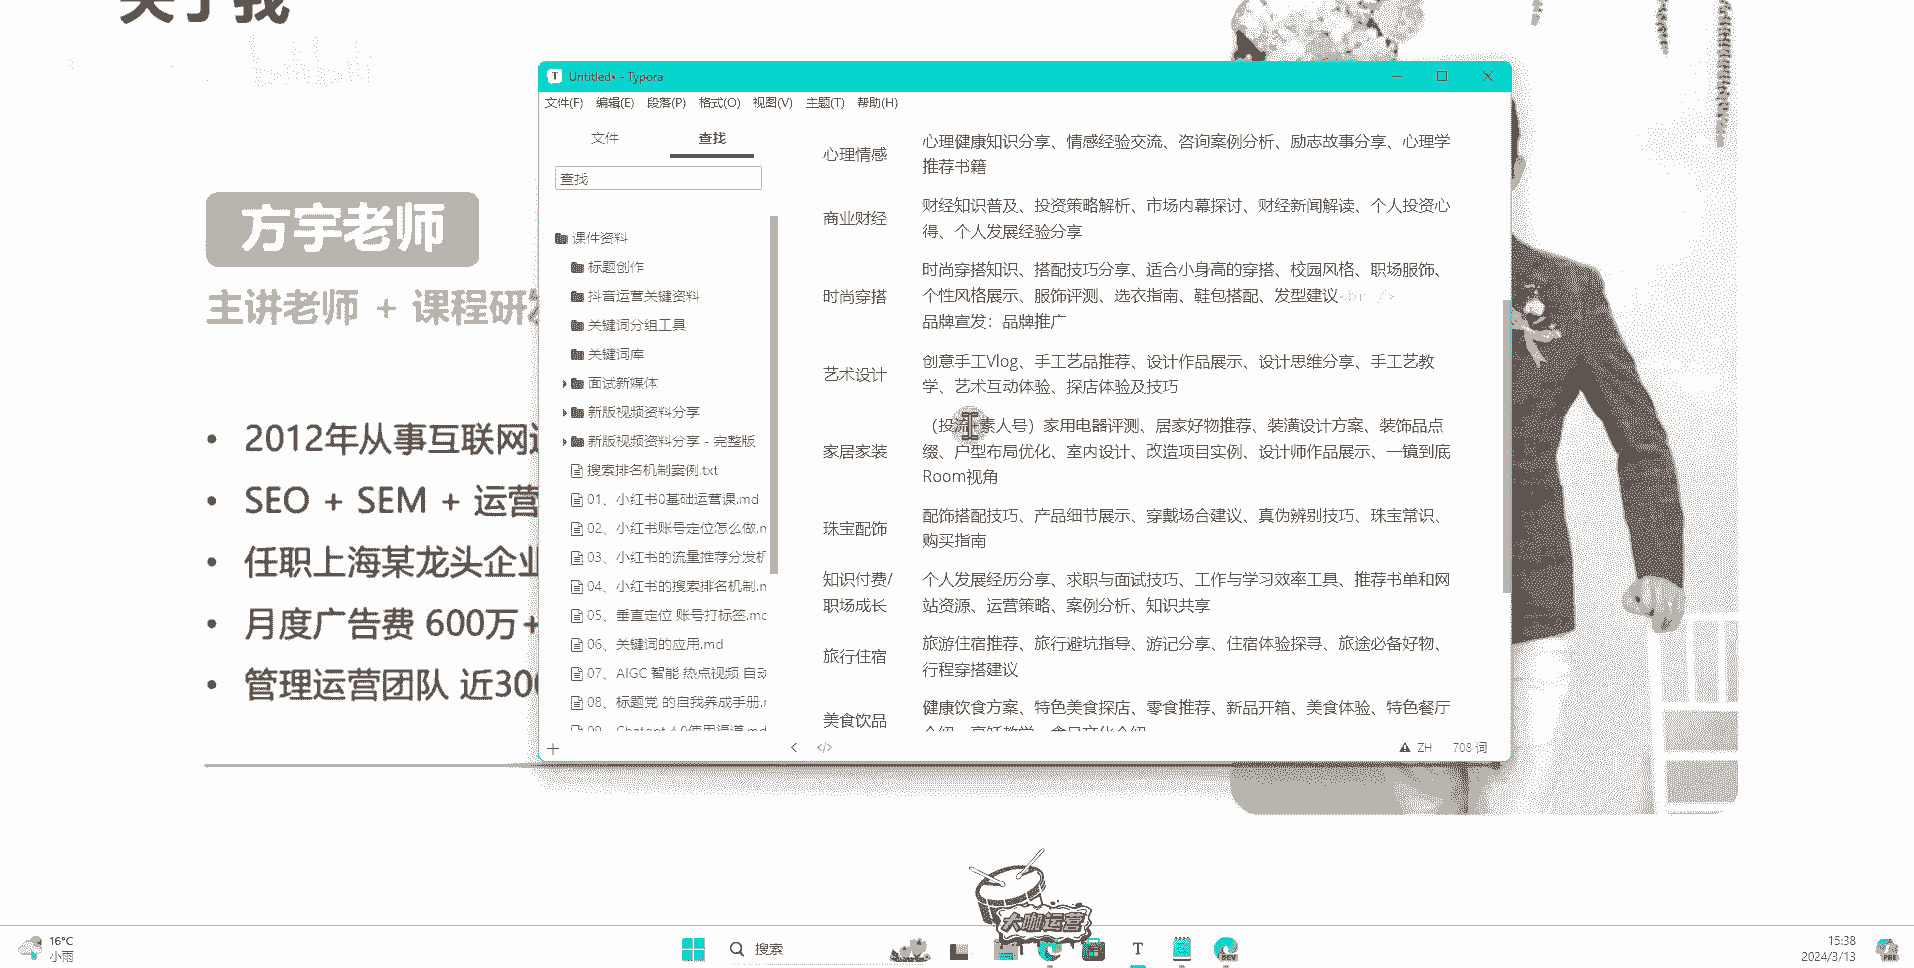 关于我
bilibili
方宇老师
主讲老师 + 课程研发
2012年从事互联网
SEO + SEM + 运营
任职上海某龙头企业
月度广告费 600万+
管理运营团队 近300
Untitled• - Typora
文件(F) 编辑(E) 段落(P) 格式(O) 视图(V) 主题(T) 帮助(H)
文件 查找
查找
课件资料
标题创作
抖音运营关键资料
关键词分组工具
关键词库
面试新媒体
新版视频资料分享
新版视频资料分享 - 完整版
搜索排名机制案例.txt
01、小红书0基础运营课.md
02、小红书账号定位怎么做.m
03、小红书的流量推荐分发机
04、小红书的搜索排名机制.m
05、垂直定位 账号打标签.md
06、关键词的应用.md
07、AIGC 智能 热点视频 自动
08、标题党 的自我养成手册.m
09、Chatgpt 4.0使用渠道.md
心理情感
心理健康知识分享、情感经验交流、咨询案例分析、励志故事分享、心理学
推荐书籍
商业财经
财经知识普及、投资策略解析、市场内幕探讨、财经新闻解读、个人投资心
得、个人发展经验分享
时尚穿搭
时尚穿搭知识、搭配技巧分享、适合小身高的穿搭、校园风格、职场服饰、
个性风格展示、服饰评测、选衣指南、鞋包搭配、发型建议<br />
品牌宣发：品牌推广
艺术设计
创意手工Vlog、手工艺品推荐、设计作品展示、设计思维分享、手工艺教
学、艺术互动体验、探店体验及技巧
家居家装
（投流+素人号）家用电器评测、居家好物推荐、装潢设计方案、装饰品点
缀、户型布局优化、室内设计、改造项目实例、设计师作品展示、一镜到底
Room视角
珠宝配饰
配饰搭配技巧、产品细节展示、穿戴场合建议、真伪辨别技巧、珠宝常识、
购买指南
知识付费/
职场成长
个人发展经历分享、求职与面试技巧、工作与学习效率工具、推荐书单和网
站资源、运营策略、案例分析、知识共享
旅行住宿
旅游住宿推荐、旅行避坑指导、游记分享、住宿体验探寻、旅途必备好物、
行程穿搭建议
美食饮品
健康饮食方案、特色美食探店、零食推荐、新品开箱、美食体验、特色餐厅
介绍、烹饪教学、食品文化介绍
ZH 708 词
大咖运营
16°C
小雨
搜索
15:38
2024/3/13
DEV
PRE